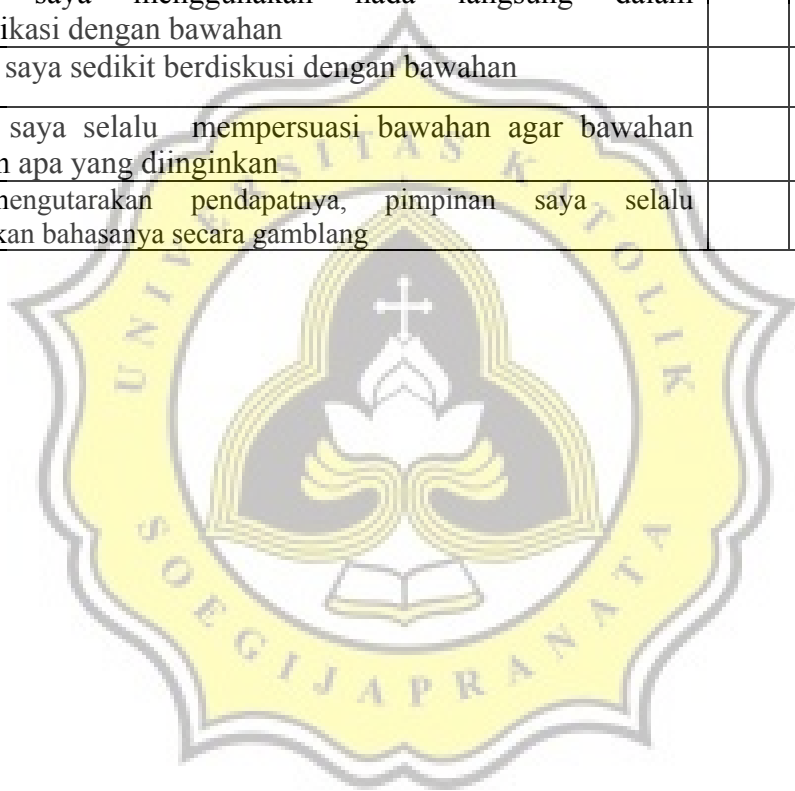 saya menggunakan nada langsung dalam
ikasi dengan bawahan
saya sedikit berdiskusi dengan bawahan
saya selalu mempersuasi bawahan agar bawahan
n apa yang diinginkan
mengutarakan pendapatnya, pimpinan saya selalu
kan bahasanya secara gamblang
UNIVERSITAS KATOLIK
SOEGIJAPRANATA